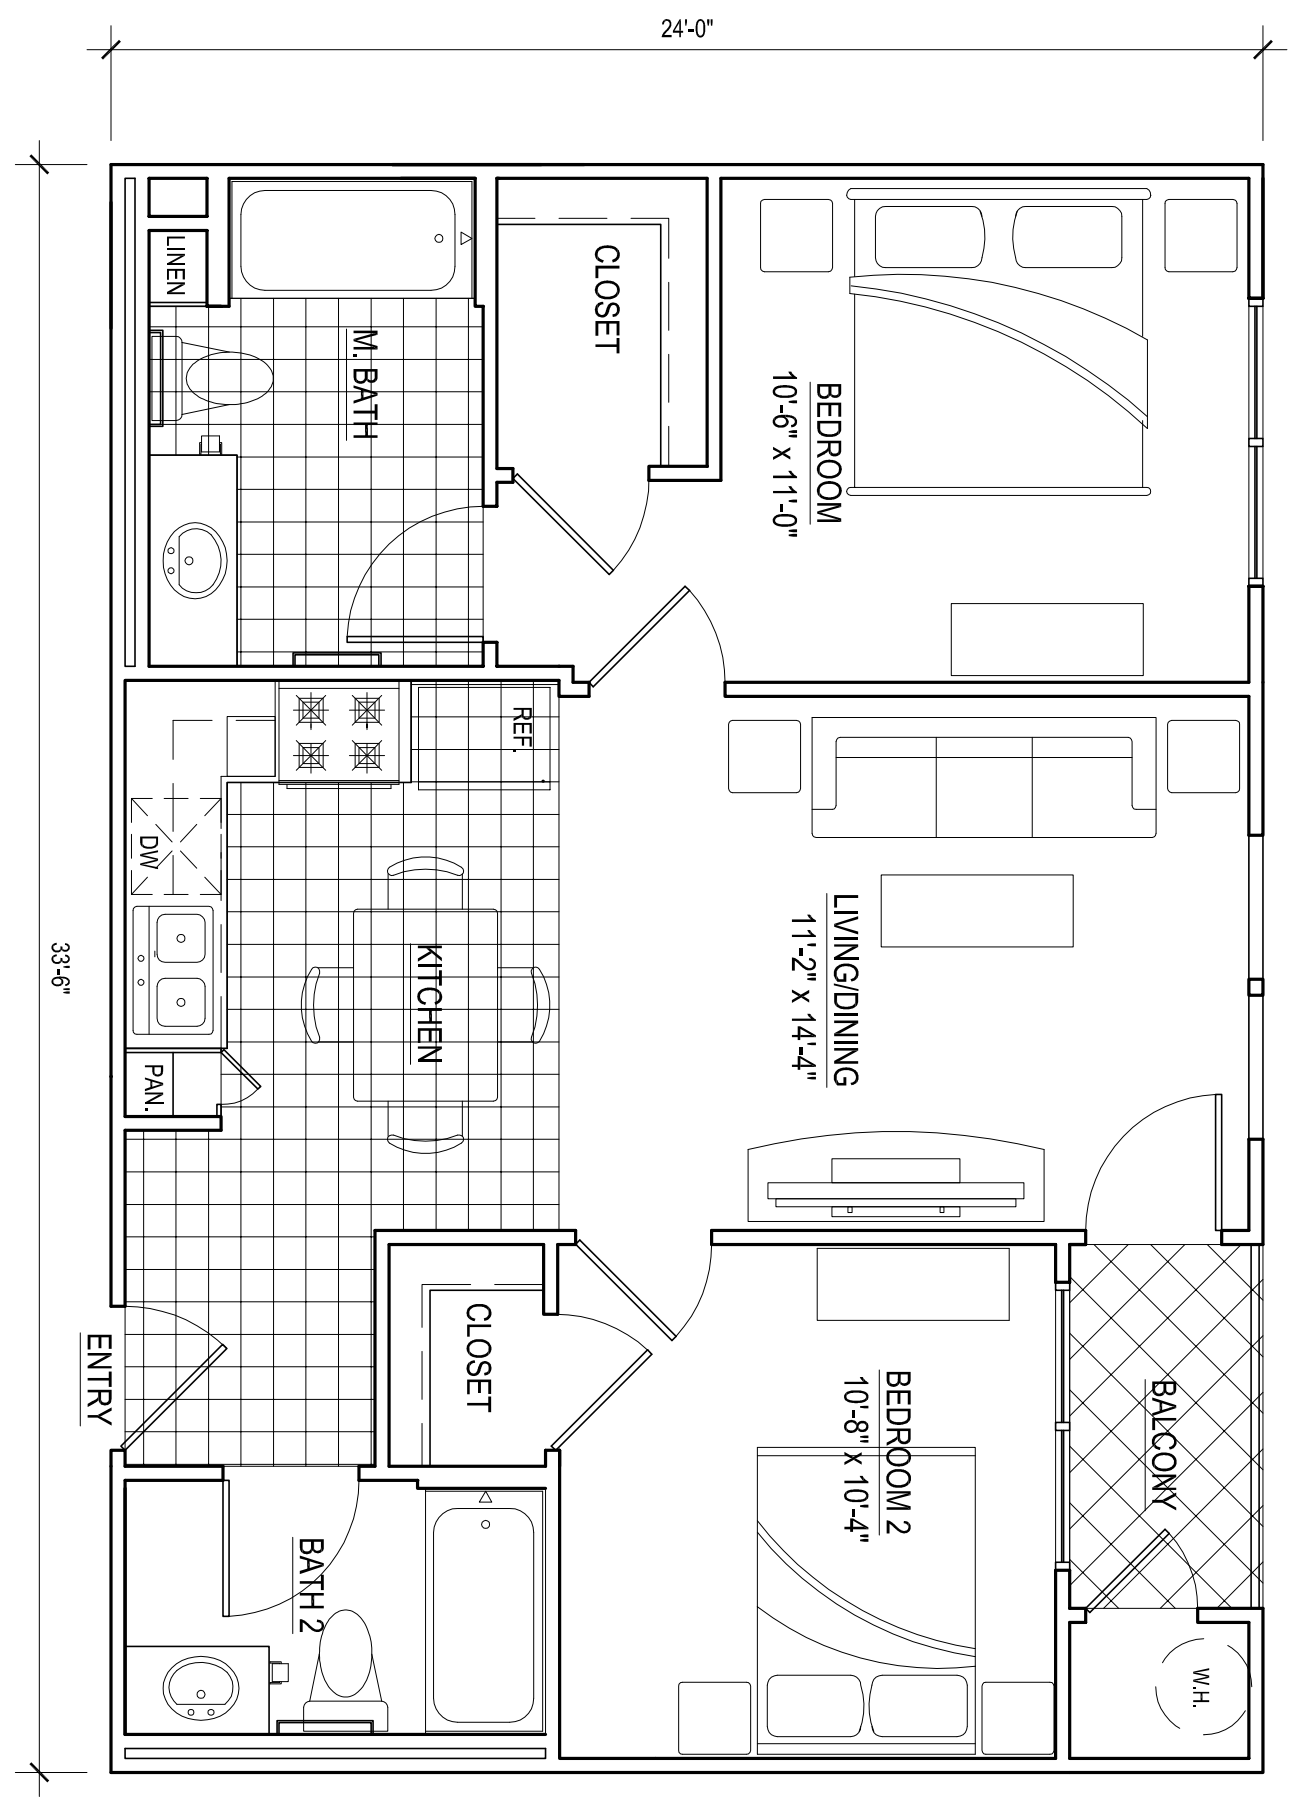 24'-0"
33'-6"
LINEN
M. BATH
CLOSET
BEDROOM
10'-6" x 11'-0"
REF.
DW
KITCHEN
LIVING/DINING
11'-2" x 14'-4"
PAN.
ENTRY
CLOSET
BEDROOM 2
10'-8" x 10'-4"
BALCONY
BATH 2
W.H.